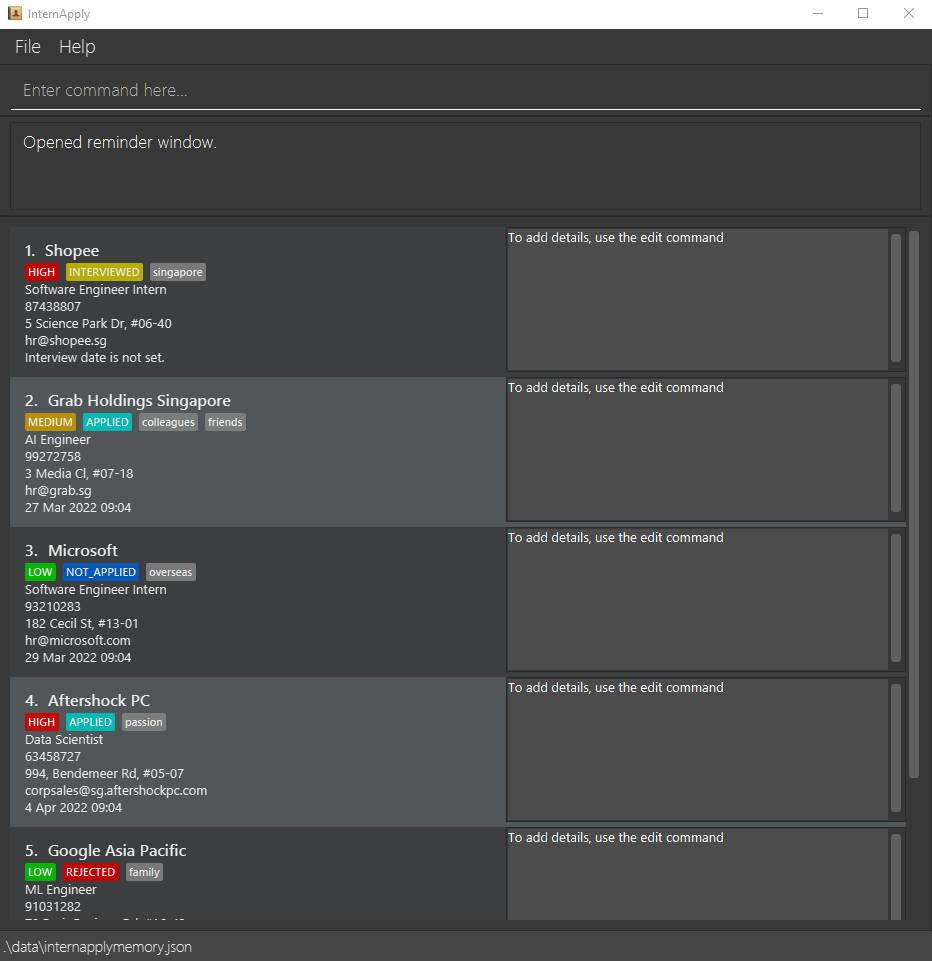 InternApply
File Help
Enter command here...
Opened reminder window.
1. Shopee
HIGH INTERVIEWED singapore
Software Engineer Intern
87438807
5 Science Park Dr, #06-40
hr@shopee.sg
Interview date is not set.
To add details, use the edit command
2. Grab Holdings Singapore
MEDIUM APPLIED colleagues friends
AI Engineer
99272758
3 Media Cl, #07-18
hr@grab.sg
27 Mar 2022 09:04
To add details, use the edit command
3. Microsoft
LOW NOT_APPLIED overseas
Software Engineer Intern
93210283
182 Cecil St, #13-01
hr@microsoft.com
29 Mar 2022 09:04
To add details, use the edit command
4. Aftershock PC
HIGH APPLIED passion
Data Scientist
63458727
994, Bendemeer Rd, #05-07
corpsales@sg.aftershockpc.com
4 Apr 2022 09:04
To add details, use the edit command
5. Google Asia Pacific
LOW REJECTED family
ML Engineer
91031282
To add details, use the edit command
.\data\internapplymemory.json